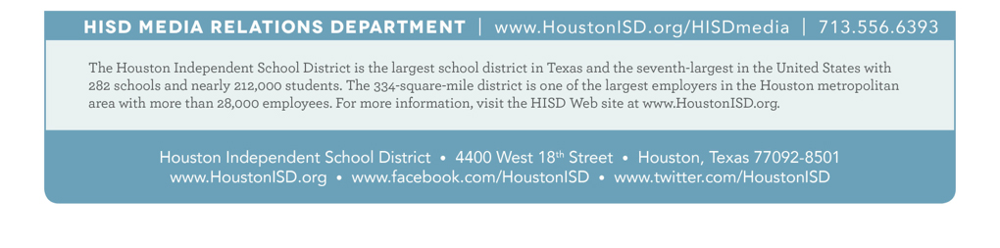 HISD MEDIA RELATIONS DEPARTMENT | www.HoustonISD.org/HISDmedia | 713.556.6393
The Houston Independent School District is the largest school district in Texas and the seventh-largest in the United States with
282 schools and nearly 212,000 students. The 334-square-mile district is one of the largest employers in the Houston metropolitan
area with more than 28,000 employees. For more information, visit the HISD Web site at www.HoustonISD.org.
Houston Independent School District • 4400 West 18th Street • Houston, Texas 77092-8501
www.HoustonISD.org • www.facebook.com/HoustonISD • www.twitter.com/HoustonISD